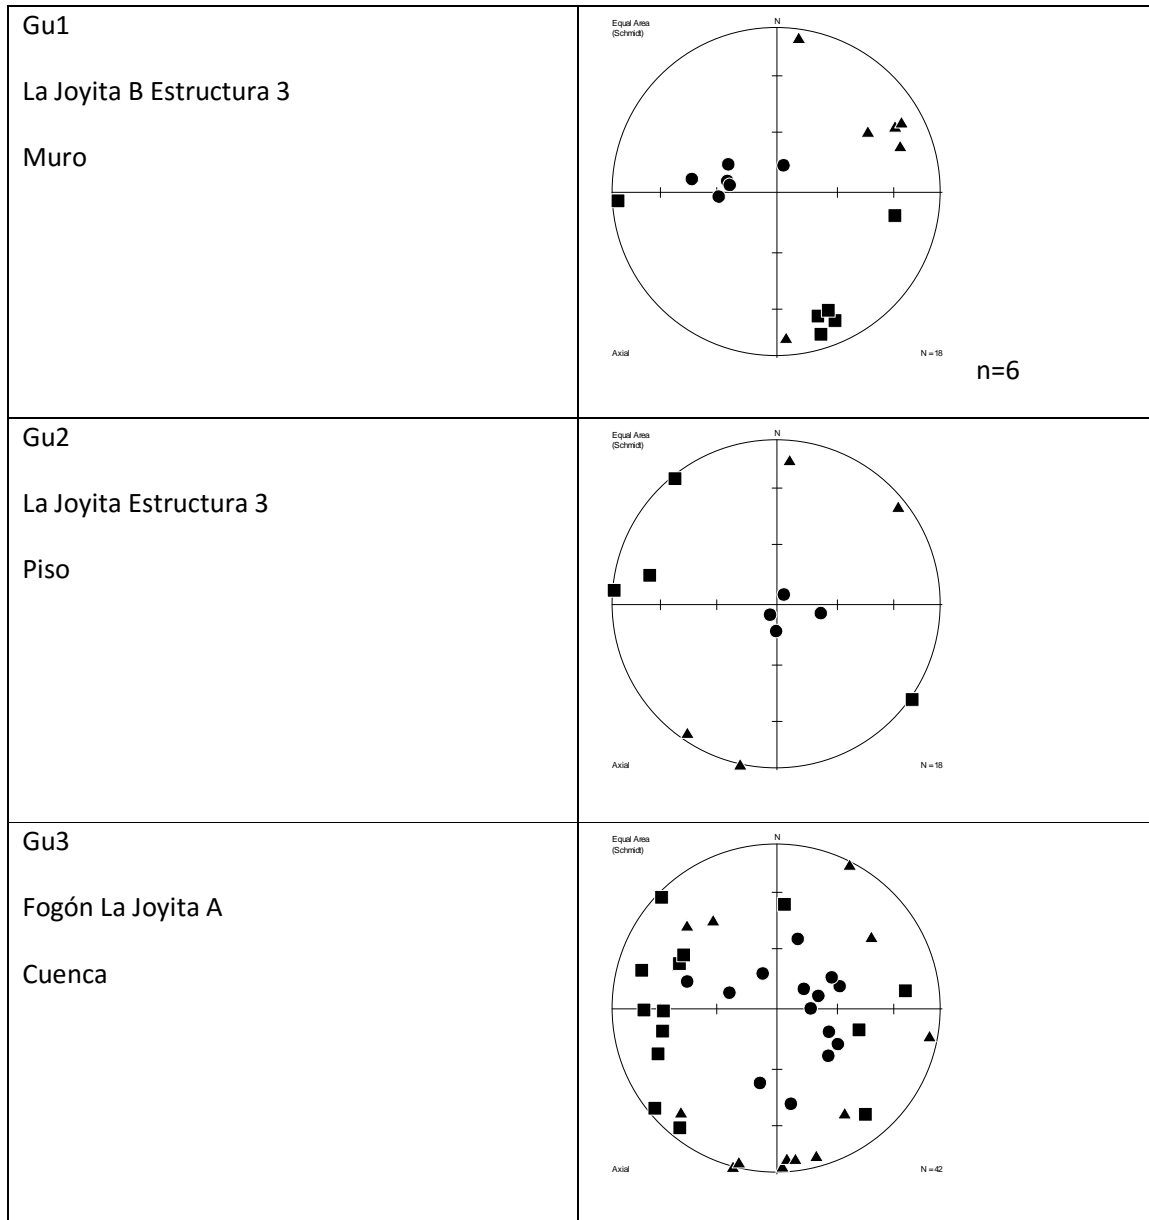 Gu1
La Joyita B Estructura 3
Muro
Equal Area
(Schmidt)
N
Axial
N =18
n=6
Gu2
La Joyita Estructura 3
Piso
Equal Area
(Schmidt)
N
Axial
N =18
Gu3
Fogón La Joyita A
Cuenca
Equal Area
(Schmidt)
N
Axial
N =42